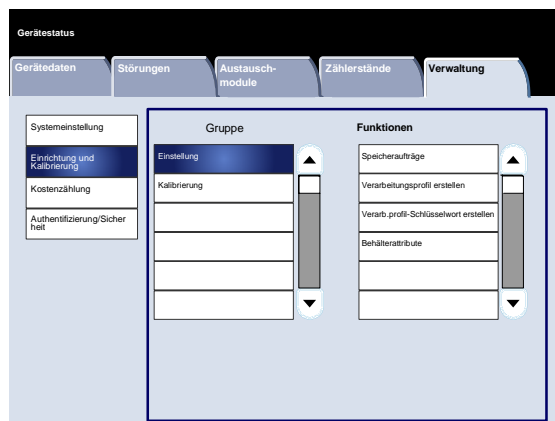 Gerätestatus
Gerätedaten
Störungen
Austausch-
module
Zählerstände
Verwaltung
Systemeinstellung
Einrichtung und
Kalibrierung
Kostenzählung
Authentifizierung/Sicher
heit
Gruppe
Einstellung
Kalibrierung
Funktionen
Speicheraufträge
Verarbeitungsprofil erstellen
Verarb.profil-Schlüsselwort erstellen
Behälterattribute